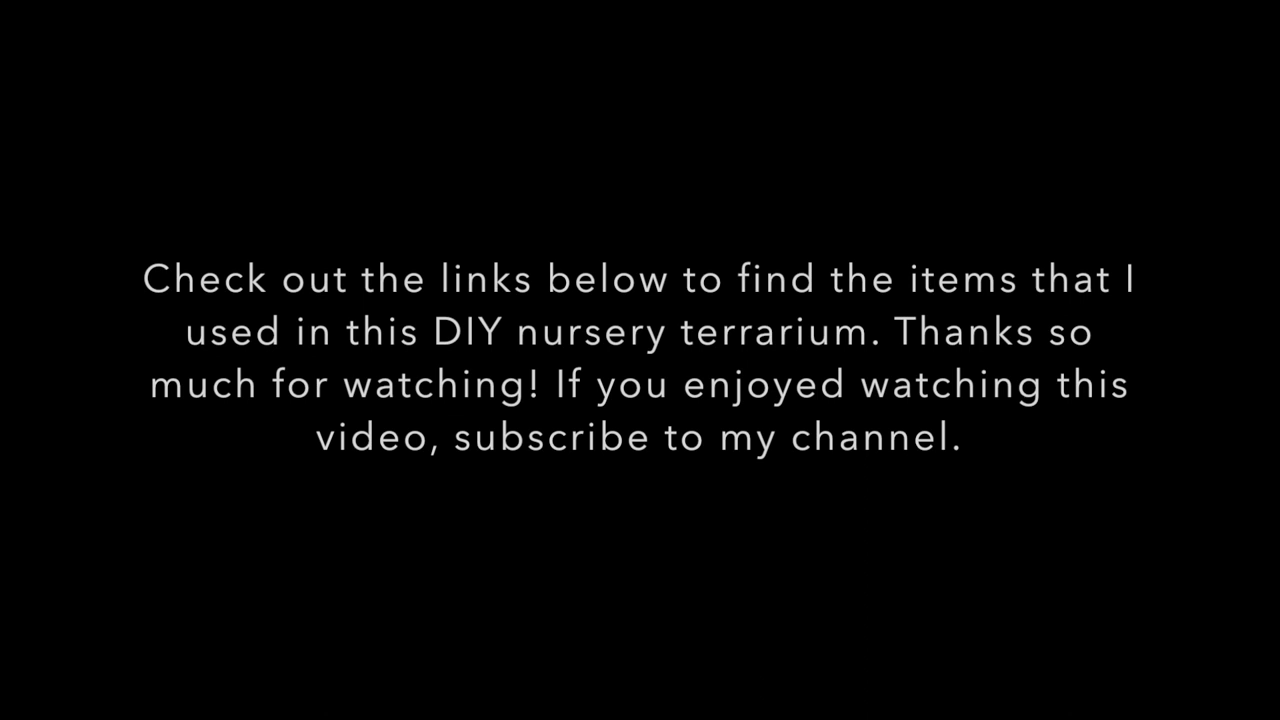 Check out the links below to find the items that I
used in this DIY nursery terrarium. Thanks so
much for watching! If you enjoyed watching this
video, subscribe to my channel.